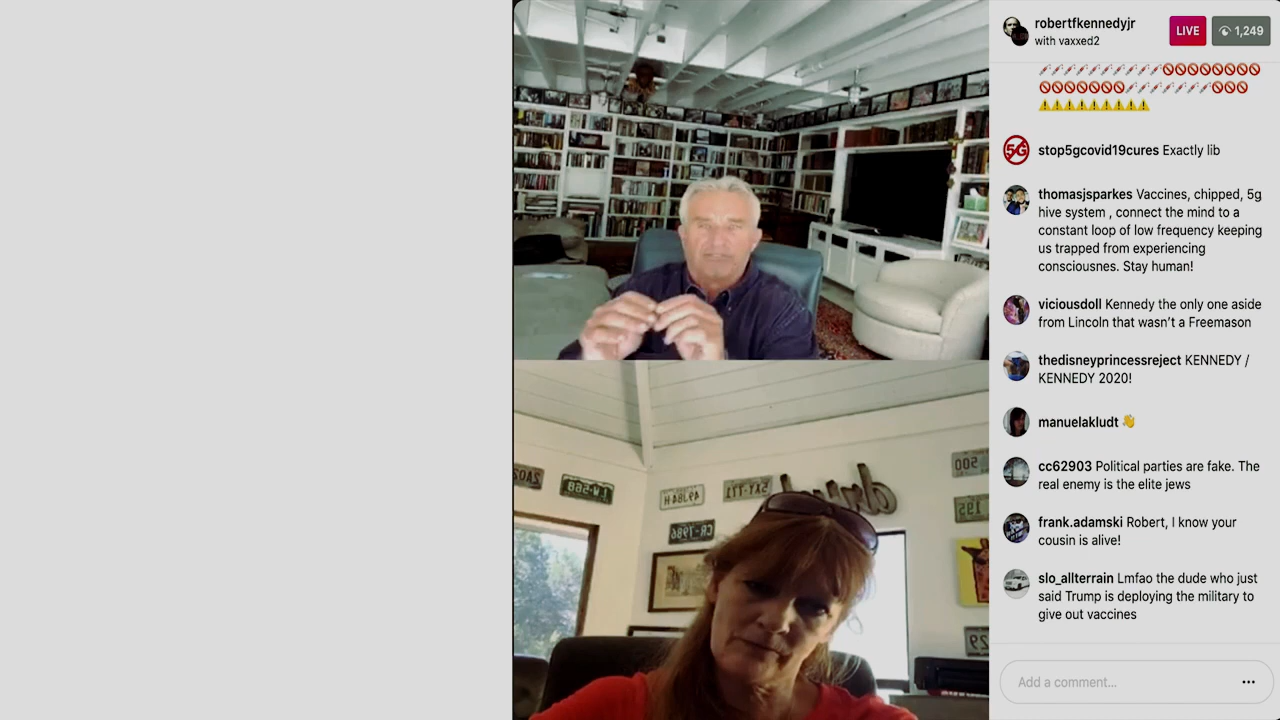 robertfkennedyjr
with vaxxed2
LIVE
1,249
stop5gcovid19cures Exactly lib
thomasjsparkes Vaccines, chipped, 5g
hive system , connect the mind to a
constant loop of low frequency keeping
us trapped from experiencing
consciousnes. Stay human!
viciousdoll Kennedy the only one aside
from Lincoln that wasn't a Freemason
thedisneyprincessreject KENNEDY /
KENNEDY 2020!
manuelakludt 👋
cc62903 Political parties are fake. The
real enemy is the elite jews
frank.adamski Robert, I know your
cousin is alive!
slo_allterrain Lmfao the dude who just
said Trump is deploying the military to
give out vaccines
Add a comment...